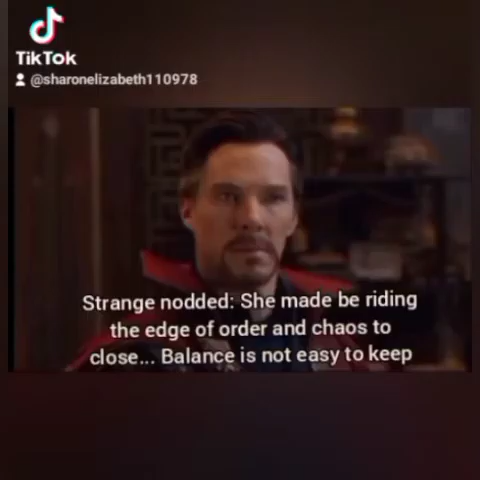 TikTok
@sharonelizabeth110978
Strange nodded: She made be riding
the edge of order and chaos to
close... Balance is not easy to keep